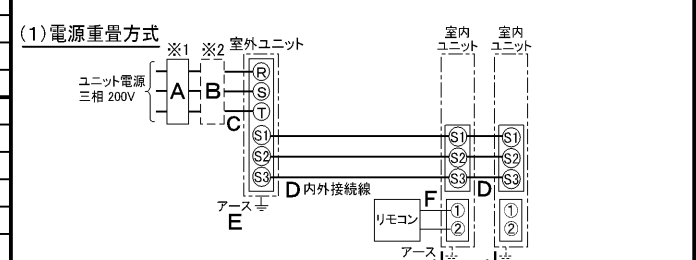 (1)電源重畳方式
※1 ※2 室外ユニット 室内ユニット 室内ユニット
ユニット電源
三相 200V
A B C
R
S
T
S1 S1 S1
S2 S2 S2
S3 S3 S3
D 内外接続線 D
アース
E
リモコン F ① ①
② ②
アース